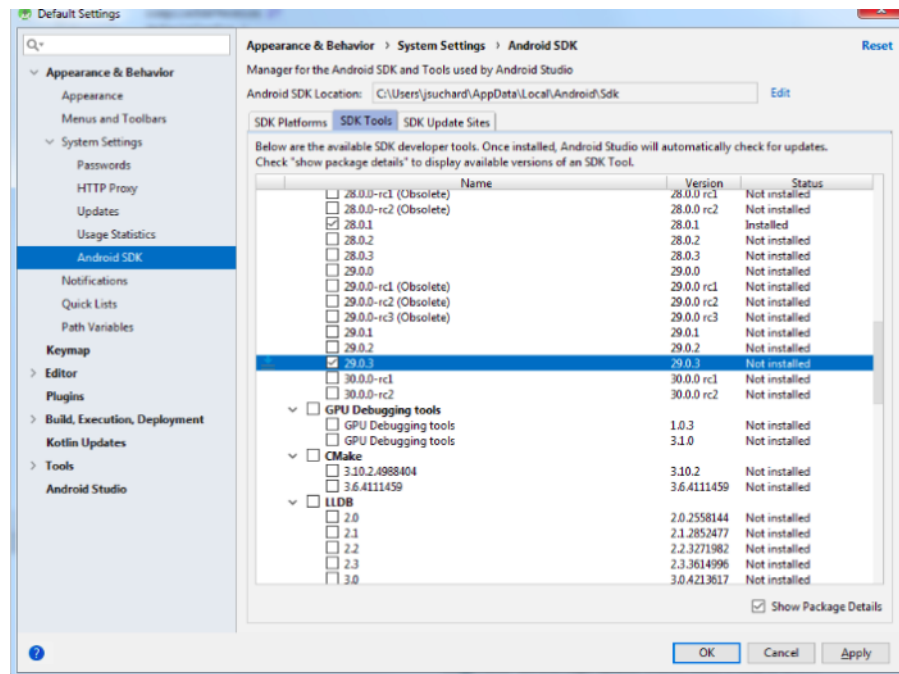 Default Settings
Appearance & Behavior › System Settings › Android SDK
Reset
Manager for the Android SDK and Tools used by Android Studio
Android SDK Location: C:\Users\jsuchard\AppData\Local\Android\Sdk Edit
Appearance & Behavior
Appearance
Menus and Toolbars
System Settings
Passwords
HTTP Proxy
Updates
Usage Statistics
Android SDK
Notifications
Quick Lists
Path Variables
Keymap
Editor
Plugins
Build, Execution, Deployment
Kotlin Updates
Tools
Android Studio
SDK Platforms SDK Tools SDK Update Sites
Below are the available SDK developer tools. Once installed, Android Studio will automatically check for updates.
Check "show package details" to display available versions of an SDK Tool.
Name Version Status
28.0.0-rc1 (Obsolete) 28.0.0 rc1 Not installed
28.0.0-rc2 (Obsolete) 28.0.0 rc2 Not installed
28.0.1 28.0.1 Installed
28.0.2 28.0.2 Not installed
28.0.3 28.0.3 Not installed
29.0.0 29.0.0 Not installed
29.0.0-rc1 (Obsolete) 29.0.0 rc1 Not installed
29.0.0-rc2 (Obsolete) 29.0.0 rc2 Not installed
29.0.0-rc3 (Obsolete) 29.0.0 rc3 Not installed
29.0.1 29.0.1 Not installed
29.0.2 29.0.2 Not installed
29.0.3 29.0.3 Not installed
30.0.0-rc1 30.0.0 rc1 Not installed
30.0.0-rc2 30.0.0 rc2 Not installed
GPU Debugging tools
GPU Debugging tools 1.0.3 Not installed
GPU Debugging tools 3.1.0 Not installed
CMake
3.10.2.4988404 3.10.2 Not installed
3.6.4111459 3.6.4111459 Not installed
LLDB
2.0 2.0.2558144 Not installed
2.1 2.1.2852477 Not installed
2.2 2.2.3271982 Not installed
2.3 2.3.3614996 Not installed
3.0 3.0.4213617 Not installed
Show Package Details
? OK Cancel Apply